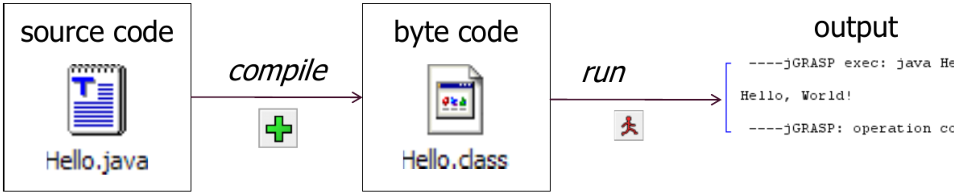 source code
Hello.java
compile
byte code
Hello.class
run
output
----jGRASP exec: java He
Hello, World!
----jGRASP: operation co